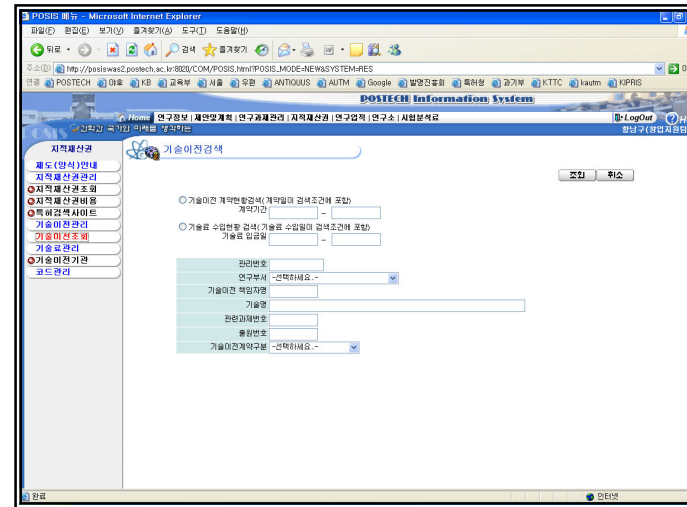 POSIS 메뉴 - Microsoft Internet Explorer
파일(F) 편집(E) 보기(V) 즐겨찾기(A) 도구(T) 도움말(H)
뒤로 검색 즐겨찾기
주소(D) http://posiswas2.postech.ac.kr:8020/COM/POSIS.html?POSIS_MODE=NEW&SYSTEM=RES
연결 POSTECH 야후 KB 교육부 서울 우편 ANTIQUUS AUTM Google 발명진흥회 특허청 과기부 KTTC kautm KIPRIS
POSTECH Information System
Home 연구정보 | 제안및계획 | 연구과제관리 | 지적재산권 | 연구업적 | 연구소 | 시험분석료 LogOut
과학과 국가의 미래를 생각하는
지적재산권
제도(양식)안내
지적재산권관리
지적재산권조회
지적재산권비용
특허검색사이트
기술이전관리
기술이전조회
기술료관리
기술이전기관
코드관리
기술이전검색
조회 취소
기술이전 계약현황검색(계약일이 검색조건에 포함)
계약기간 -
기술료 수입현황 검색(기술료 수입일이 검색조건에 포함)
기술료 입금일 -
관리번호
연구부서 -선택하세요.-
기술이전 책임자명
기술명
관련과제번호
출원번호
기술이전계약구분 -선택하세요.-
완료 인터넷